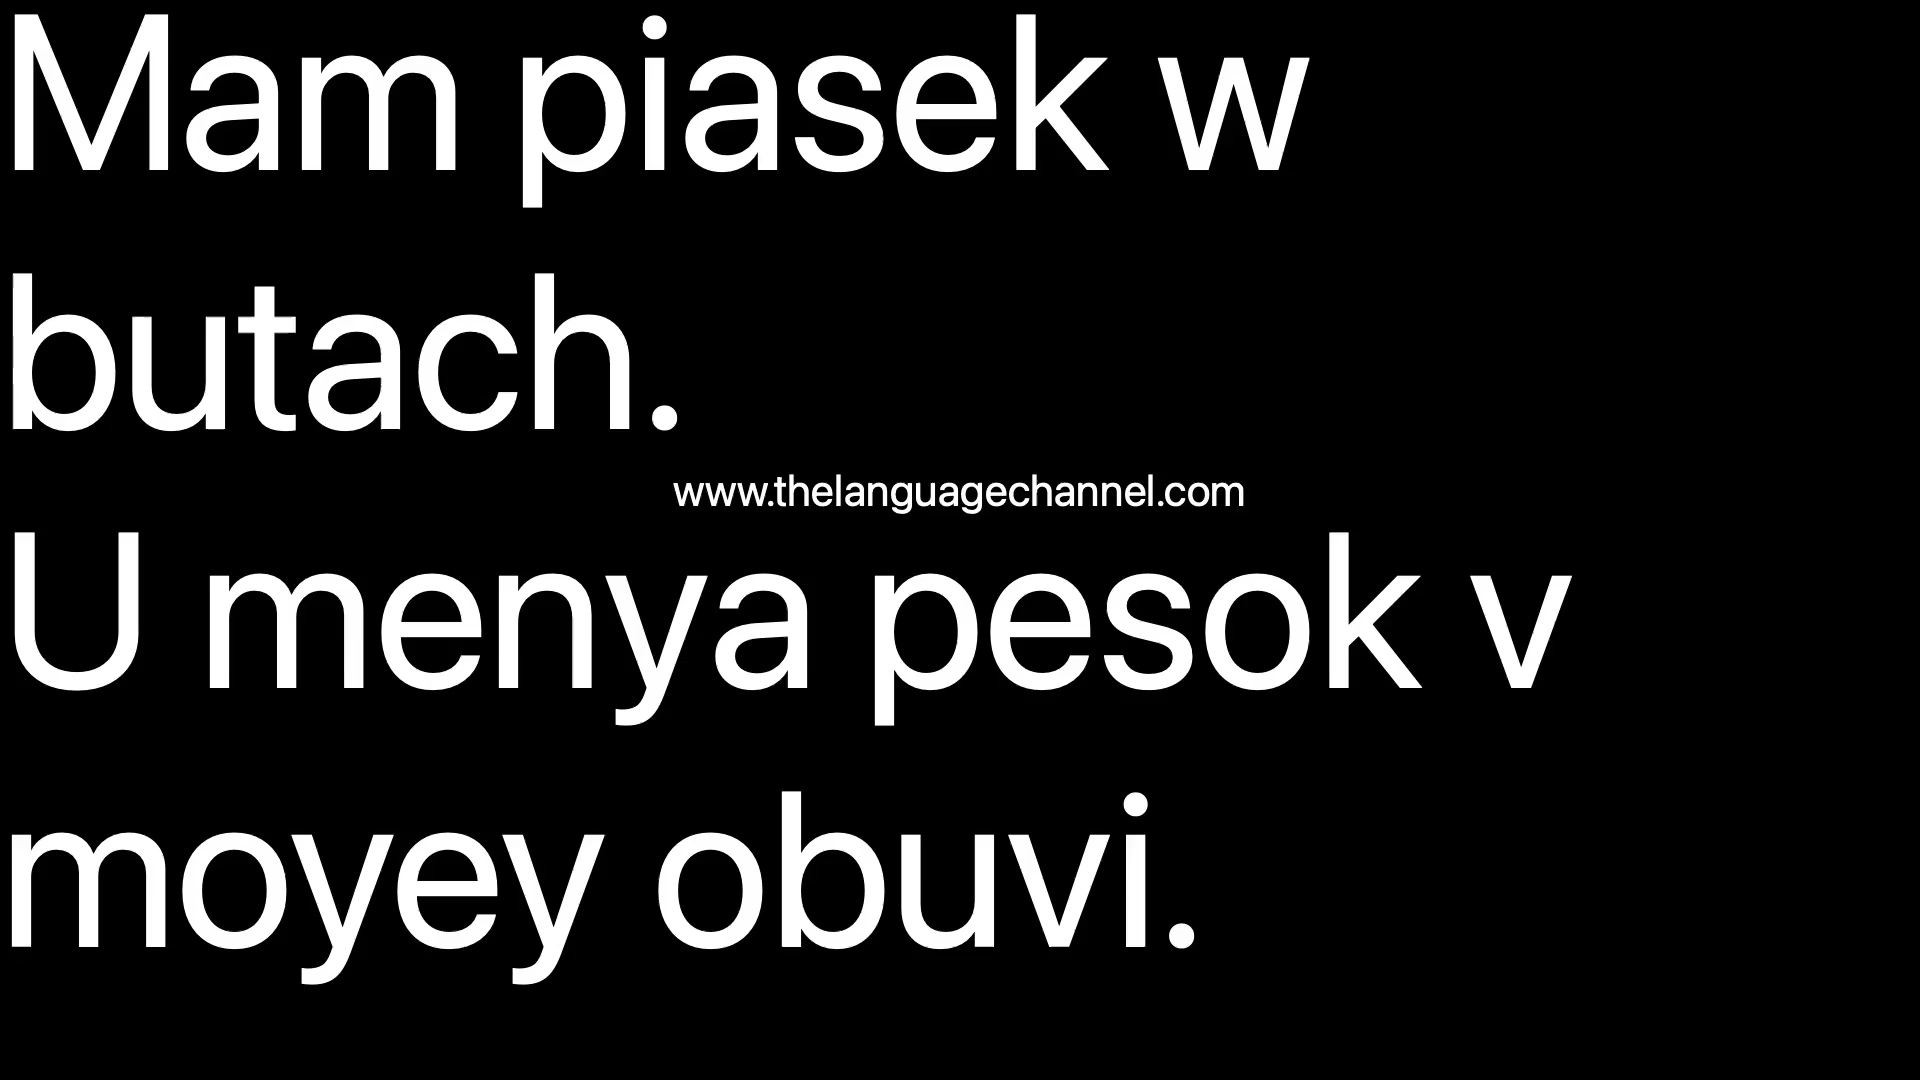 Mam piasek w
butach.
www.thelanguagechannel.com
U menya pesok v
moyey obuvi.